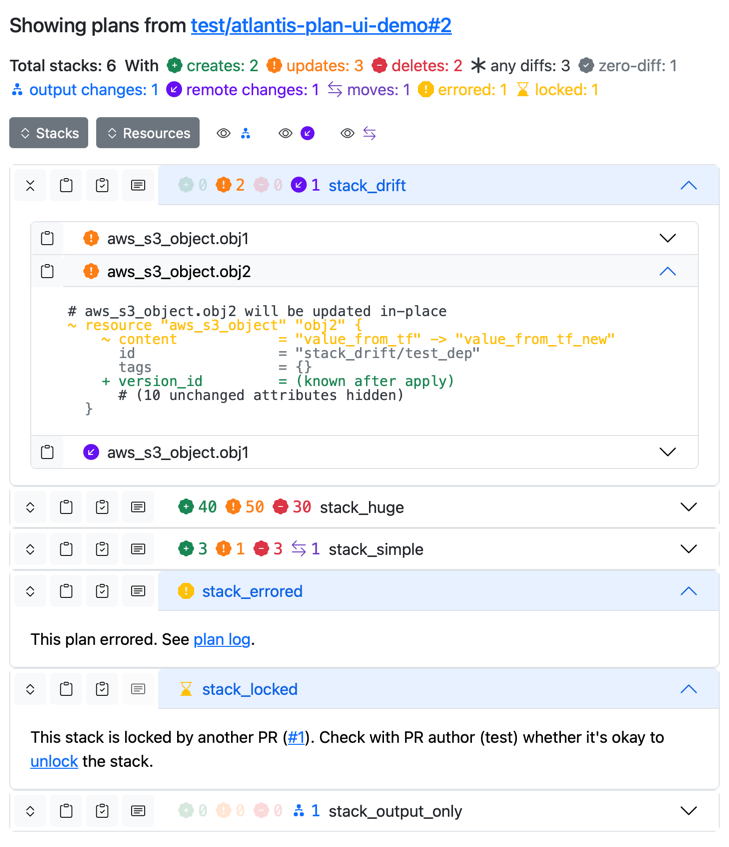 Showing plans from test/atlantis-plan-ui-demo#2
Total stacks: 6 With creates: 2 updates: 3 deletes: 2 any diffs: 3 zero-diff: 1
output changes: 1 remote changes: 1 moves: 1 errored: 1 locked: 1
Stacks Resources
0 2 0 1 stack_drift
aws_s3_object.obj1
aws_s3_object.obj2
# aws_s3_object.obj2 will be updated in-place
~ resource "aws_s3_object" "obj2" {
~ content = "value_from_tf" -> "value_from_tf_new"
id = "stack_drift/test_dep"
tags = {}
+ version_id = (known after apply)
# (10 unchanged attributes hidden)
}
aws_s3_object.obj1
40 50 30 stack_huge
3 1 3 1 stack_simple
stack_errored
This plan errored. See plan log.
stack_locked
This stack is locked by another PR (#1). Check with PR author (test) whether it's okay to
unlock the stack.
0 0 0 1 stack_output_only